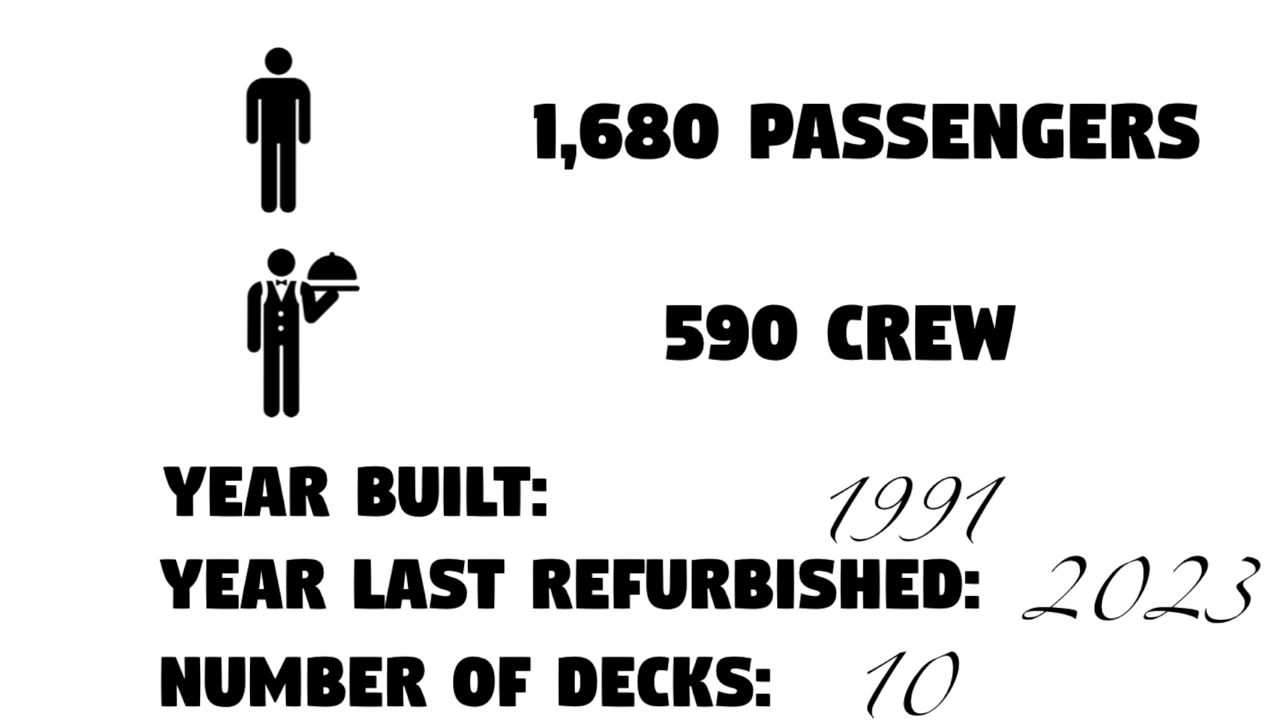 1,680 PASSENGERS
590 CREW
YEAR BUILT: 1991
YEAR LAST REFURBISHED: 2023
NUMBER OF DECKS: 10